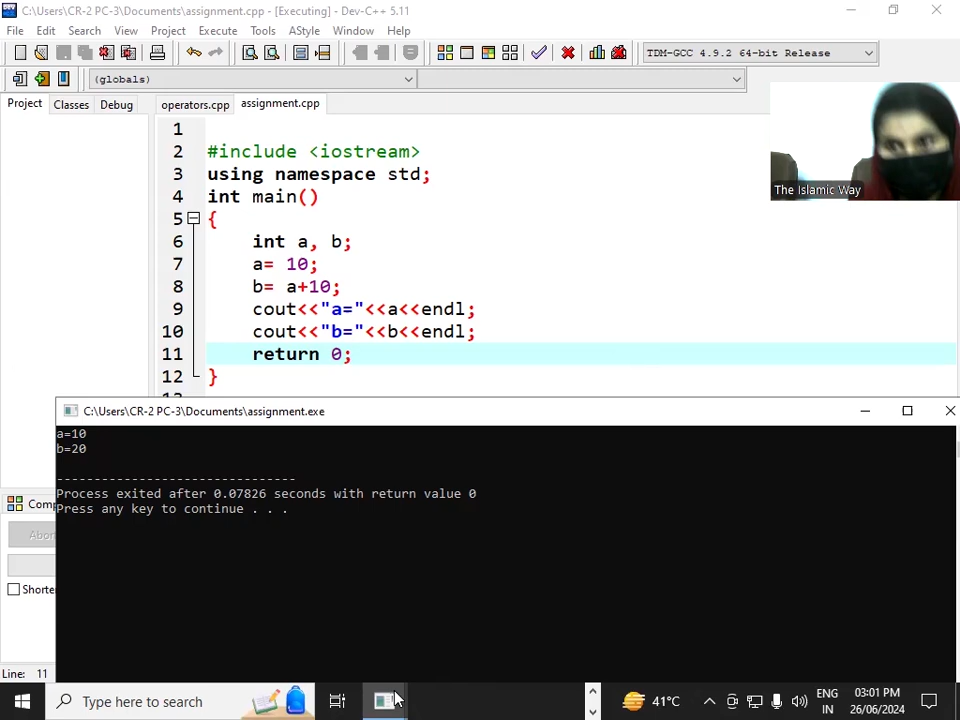 C:\Users\CR-2 PC-3\Documents\assignment.cpp - [Executing] - Dev-C++ 5.11
File Edit Search View Project Execute Tools AStyle Window Help
TDM-GCC 4.9.2 64-bit Release
(globals)
Project Classes Debug operators.cpp assignment.cpp
1
2 #include <iostream>
3 using namespace std;
4 int main()
The Islamic Way
5 {
6 int a, b;
7 a= 10;
8 b= a+10;
9 cout<<"a="<<a<<endl;
10 cout<<"b="<<b<<endl;
11 return 0;
12 }
C:\Users\CR-2 PC-3\Documents\assignment.exe
a=10
b=20
--------------------------------
Process exited after 0.07826 seconds with return value 0
Press any key to continue . . .
Comp
Abor
Shorte
Line: 11
Type here to search
41°C
ENG
IN
03:01 PM
26/06/2024